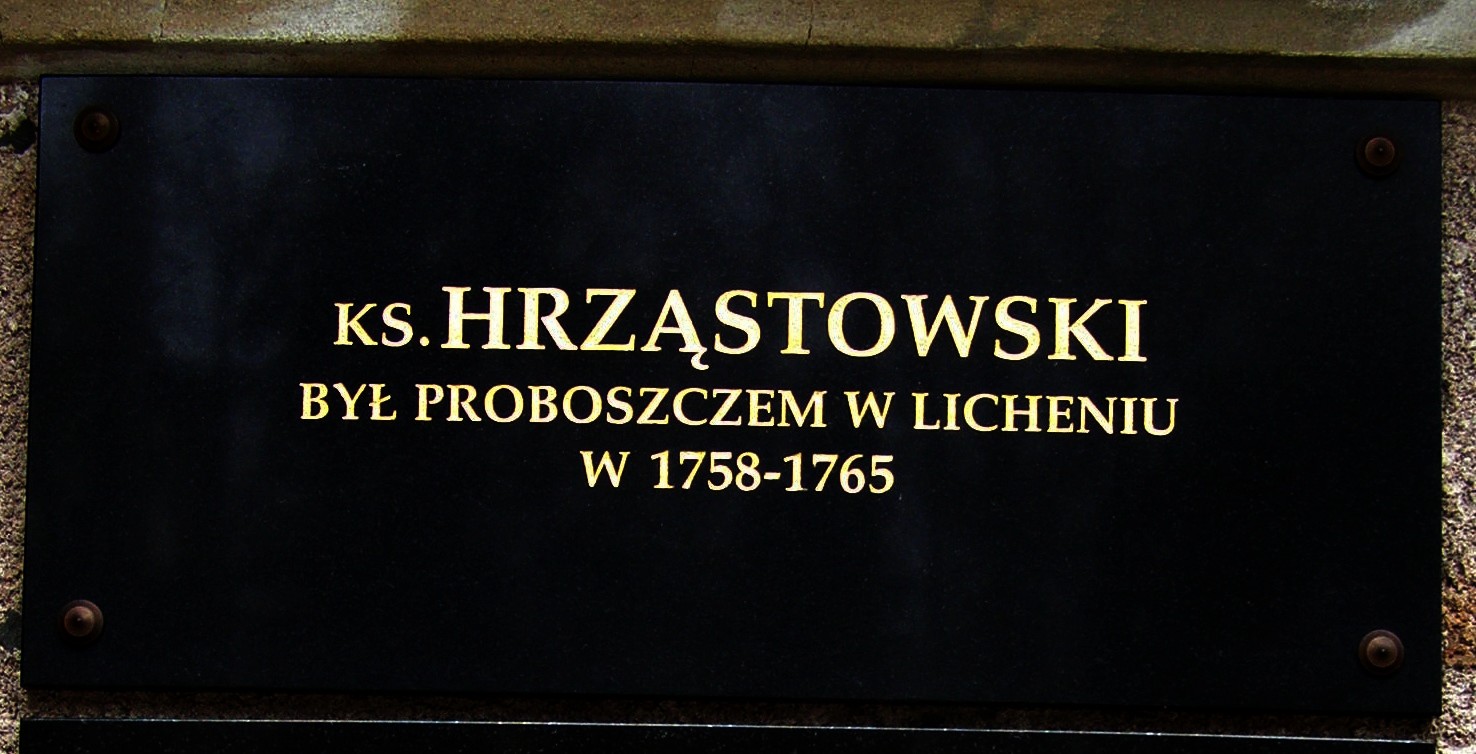 KS. HRZĄSTOWSKI
BYŁ PROBOSZCZEM W LICHENIU
W 1758-1765